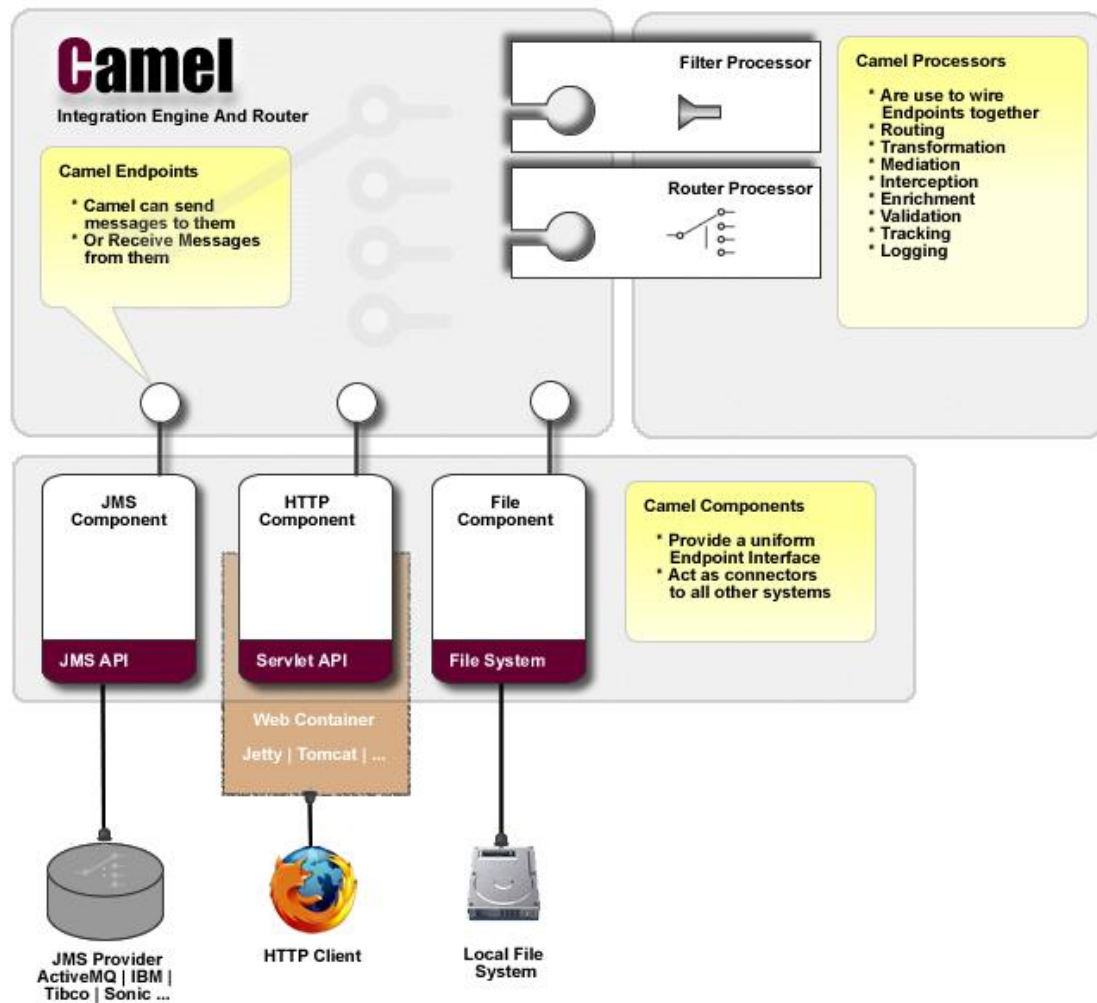 Camel
Integration Engine And Router
Camel Endpoints
* Camel can send
messages to them
* Or Receive Messages
from them
Filter Processor
Router Processor
Camel Processors
* Are use to wire
Endpoints together
* Routing
* Transformation
* Mediation
* Interception
* Enrichment
* Validation
* Tracking
* Logging
JMS
Component
JMS API
HTTP
Component
Servlet API
File
Component
File System
Camel Components
* Provide a uniform
Endpoint Interface
* Act as connectors
to all other systems
Web Container
Jetty | Tomcat | ...
JMS Provider
ActiveMQ | IBM |
Tibco | Sonic ...
HTTP Client
Local File
System